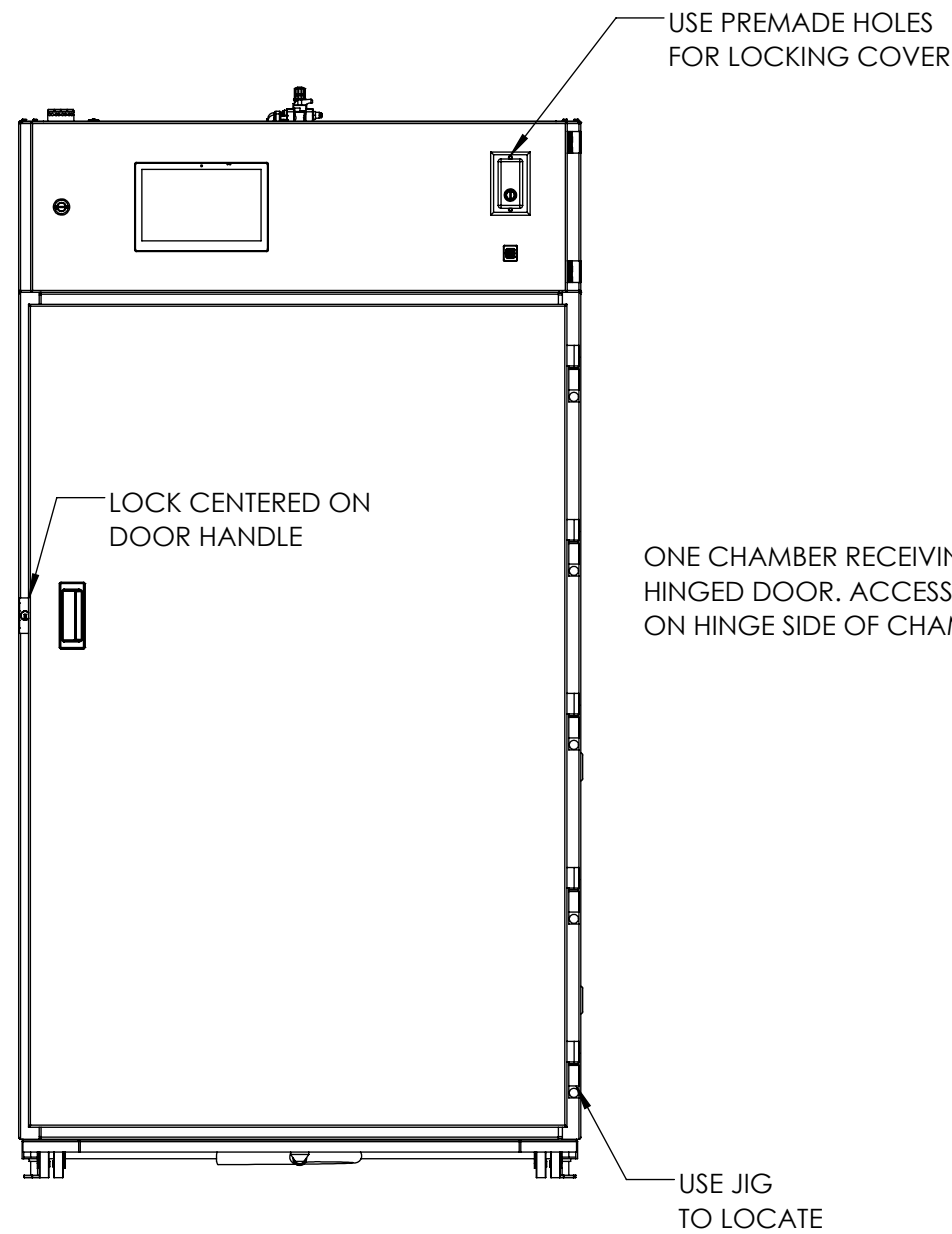 USE PREMADE HOLES
FOR LOCKING COVER
LOCK CENTERED ON
DOOR HANDLE
ONE CHAMBER
HINGED DOOR. ACCESS
ON HINGE SIDE OF
USE JIG
TO LOCATE